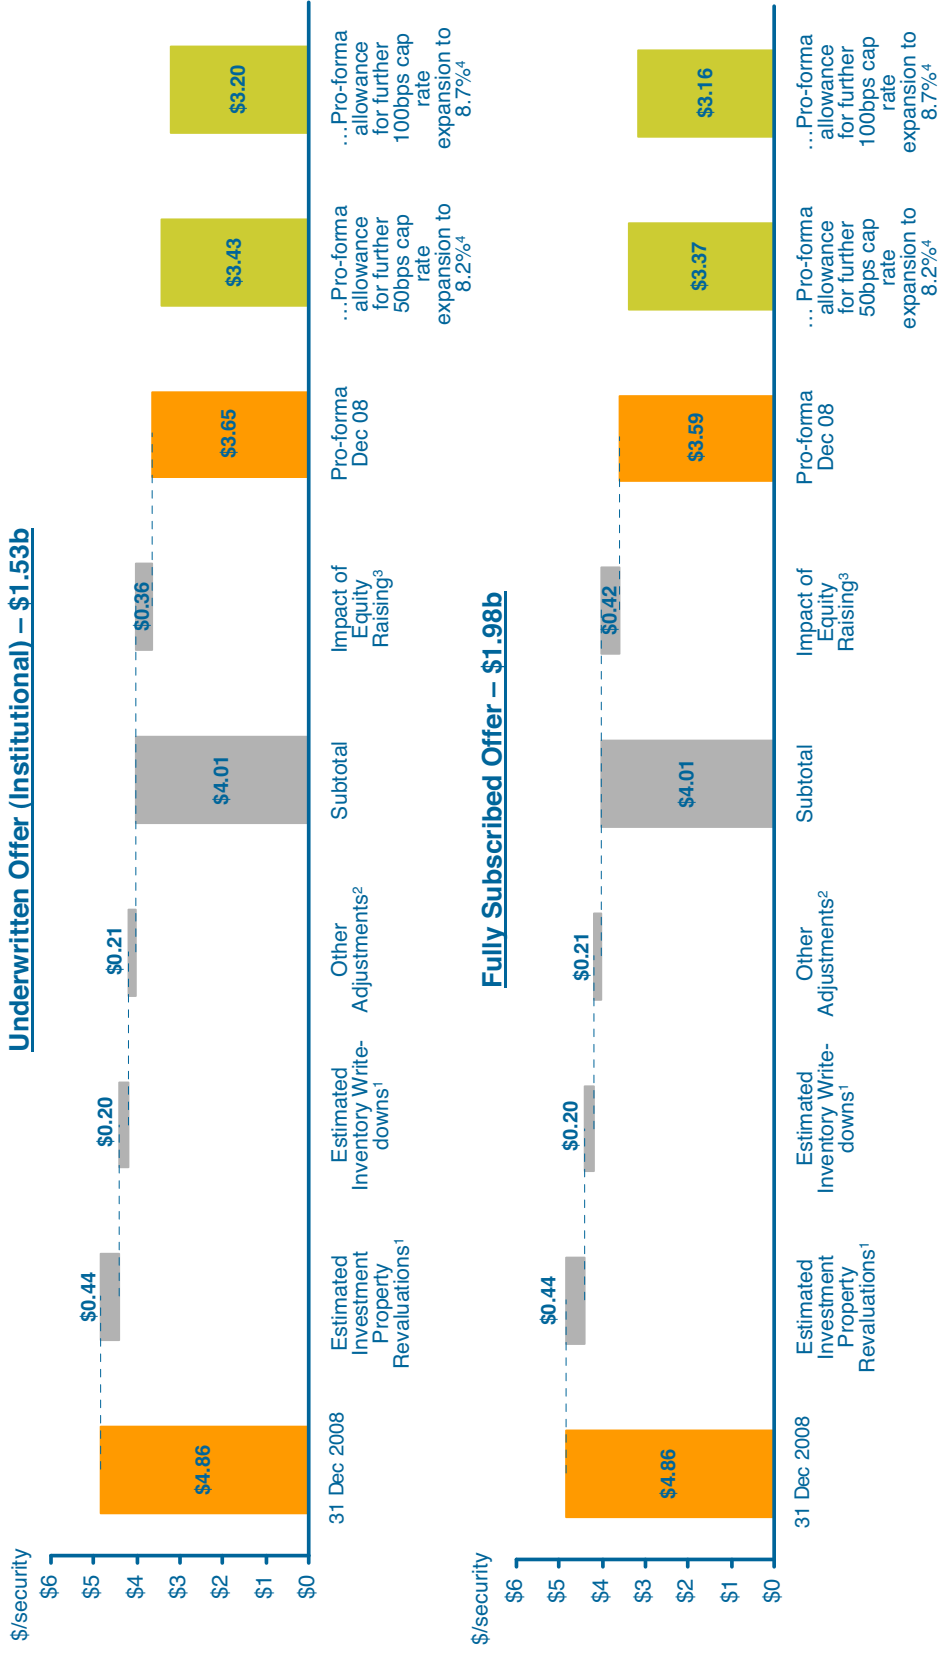 Underwritten Offer (Institutional) – $1.53b
$/security
$6
$5
$4
$3
$2
$1
$0
$4.86
$0.44
$0.20
$0.21
$4.01
$0.36
$3.65
$3.43
$3.20
31 Dec 2008
Estimated
Investment
Property
Revaluations¹
Estimated
Inventory Write-
downs¹
Other
Adjustments²
Subtotal
Impact of
Equity
Raising³
Pro-forma
Dec 08
…Pro-forma
allowance
for further
50bps cap
rate
expansion to
8.2%⁴
…Pro-forma
allowance
for further
100bps cap
rate
expansion to
8.7%⁴
Fully Subscribed Offer – $1.98b
$/security
$6
$5
$4
$3
$2
$1
$0
$4.86
$0.44
$0.20
$0.21
$4.01
$0.42
$3.59
$3.37
$3.16
31 Dec 2008
Estimated
Investment
Property
Revaluations¹
Estimated
Inventory Write-
downs¹
Other
Adjustments²
Subtotal
Impact of
Equity
Raising³
Pro-forma
Dec 08
… Pro-forma
allowance
for further
50bps cap
rate
expansion to
8.2%⁴
…Pro-forma
allowance
for further
100bps cap
rate
expansion to
8.7%⁴